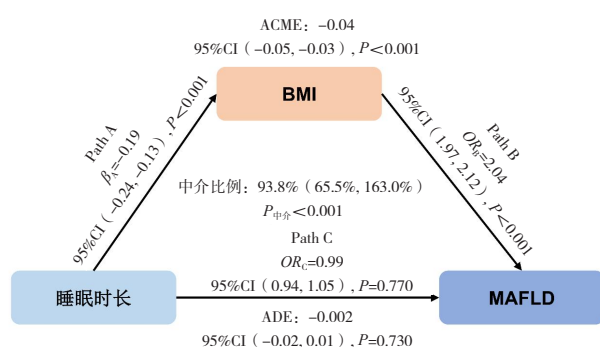 ACME：-0.04
95%CI（-0.05, -0.03）, P<0.001
BMI
Path A
βA=-0.19
95%CI（-0.24, -0.13）, P<0.001
Path B
ORB=2.04
95%CI（1.97, 2.12）, P<0.001
中介比例：93.8%（65.5%, 163.0%）
P中介<0.001
Path C
ORC=0.99
95%CI（0.94, 1.05）, P=0.770
睡眠时长
MAFLD
ADE：-0.002
95%CI（-0.02, 0.01）, P=0.730